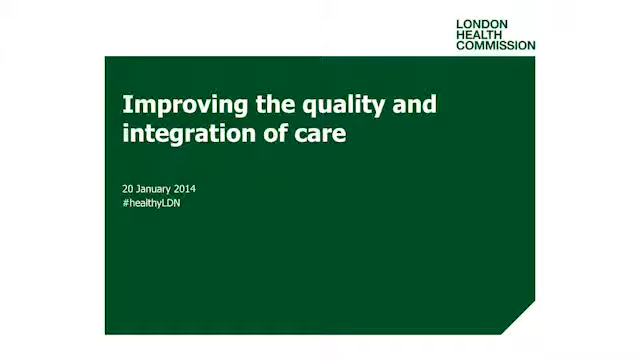 LONDON
HEALTH
COMMISSION
Improving the quality and
integration of care
20 January 2014
#healthyLDN